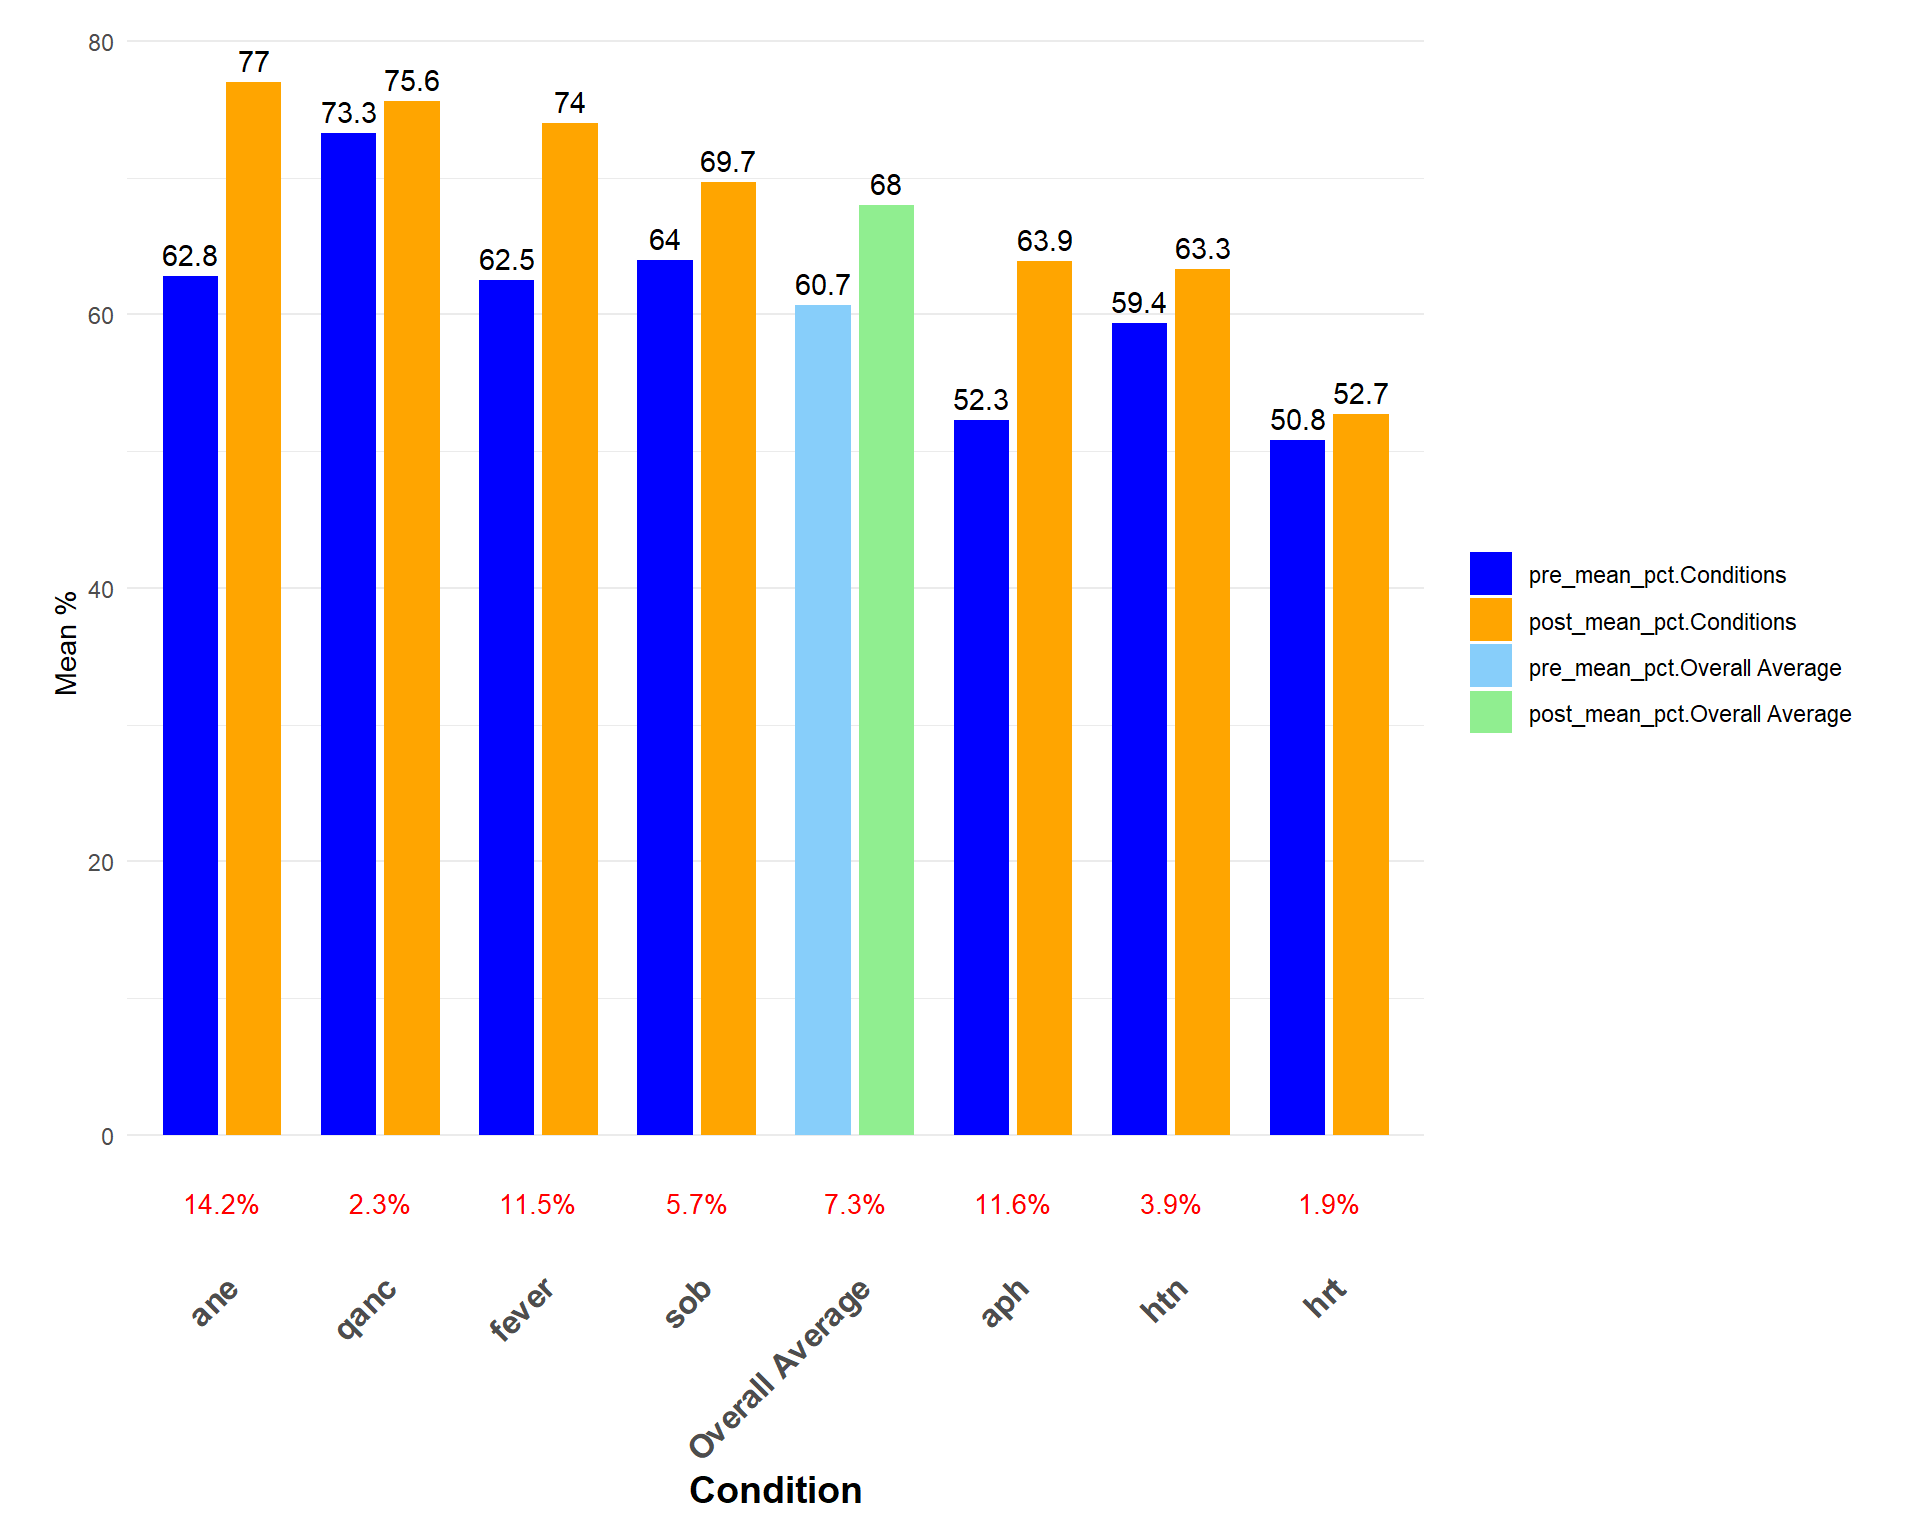 80
60
40
20
0
Mean %
62.8
77
73.3
75.6
62.5
74
64
69.7
60.7
68
52.3
63.9
59.4
63.3
50.8
52.7
14.2%
2.3%
11.5%
5.7%
7.3%
11.6%
3.9%
1.9%
ane
qanc
fever
sob
Overall Average
aph
htn
hrt
Condition
pre_mean_pct.Conditions
post_mean_pct.Conditions
pre_mean_pct.Overall Average
post_mean_pct.Overall Average